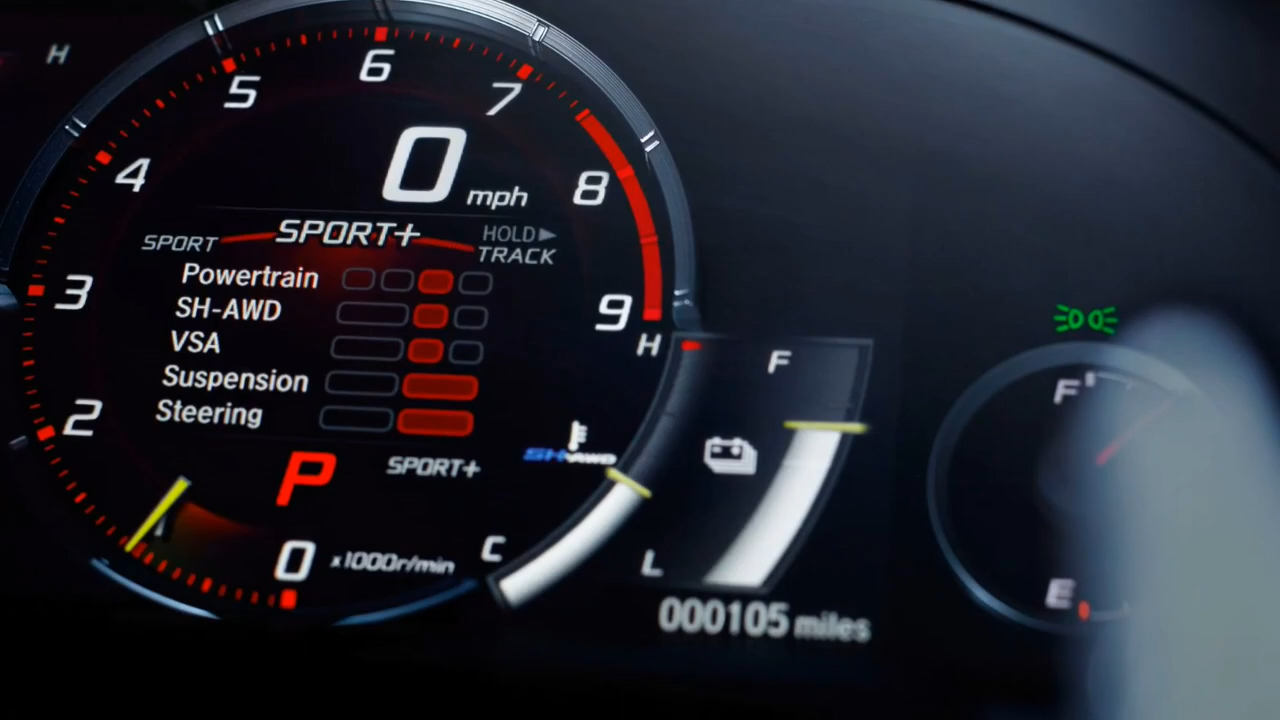 H
5
6
7
4
0 mph
8
SPORT SPORT+ HOLD
TRACK
3
Powertrain
SH-AWD
9
VSA
H
F
Suspension
F
Steering
2
SH-AWD
P SPORT+
0 x1000r/min
C
L
E
000105 miles